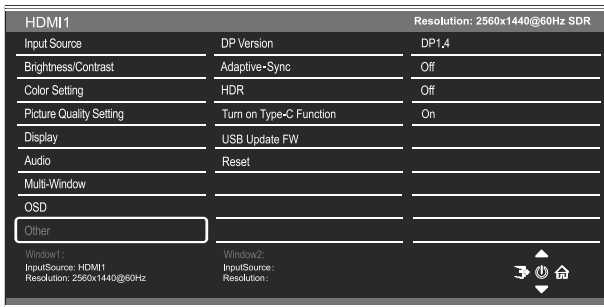 HDMI1 Resolution: 2560x1440@60Hz SDR
Input Source DP Version DP1.4
Brightness/Contrast Adaptive-Sync Off
Color Setting HDR Off
Picture Quality Setting Turn on Type-C Function On
Display USB Update FW
Audio Reset
Multi-Window
OSD
Other
Window1: Window2:
InputSource: HDMI1 InputSource:
Resolution: 2560x1440@60Hz Resolution: